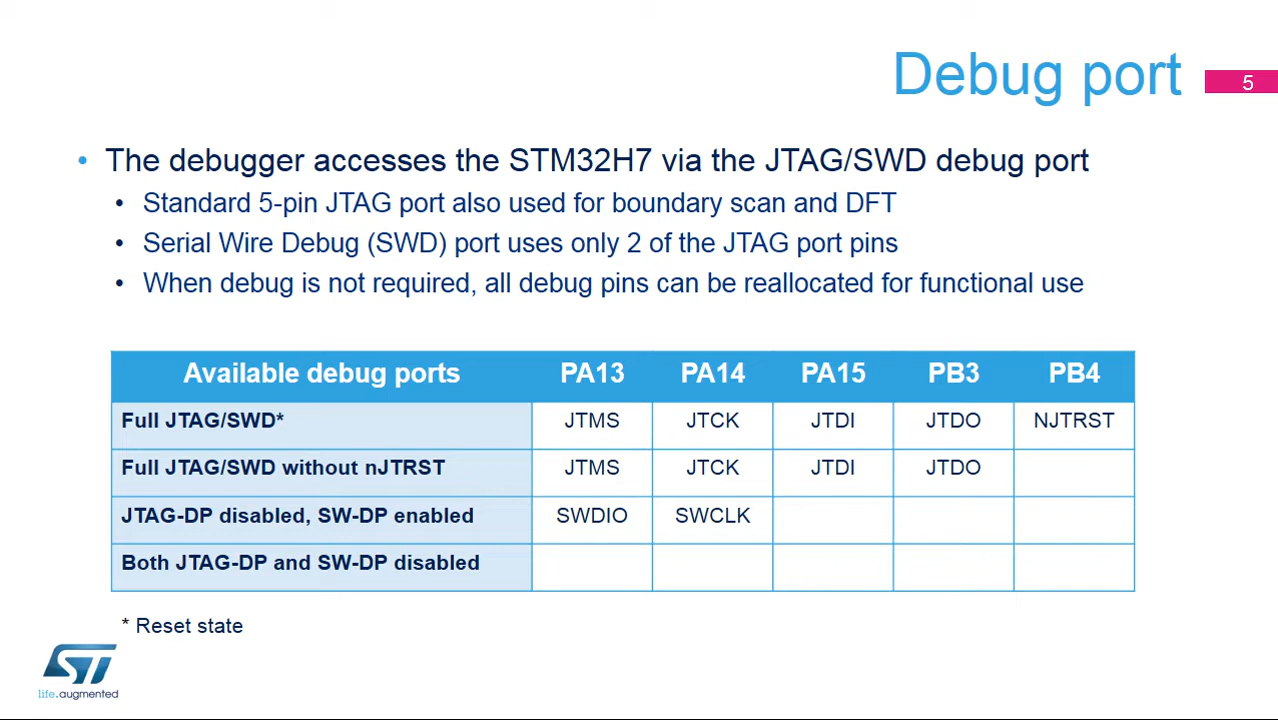 Debug port
5
• The debugger accesses the STM32H7 via the JTAG/SWD debug port
• Standard 5-pin JTAG port also used for boundary scan and DFT
• Serial Wire Debug (SWD) port uses only 2 of the JTAG port pins
• When debug is not required, all debug pins can be reallocated for functional use
Available debug ports PA13 PA14 PA15 PB3 PB4
Full JTAG/SWD* JTMS JTCK JTDI JTDO NJTRST
Full JTAG/SWD without nJTRST JTMS JTCK JTDI JTDO
JTAG-DP disabled, SW-DP enabled SWDIO SWCLK
Both JTAG-DP and SW-DP disabled
* Reset state
ST
life.augmented